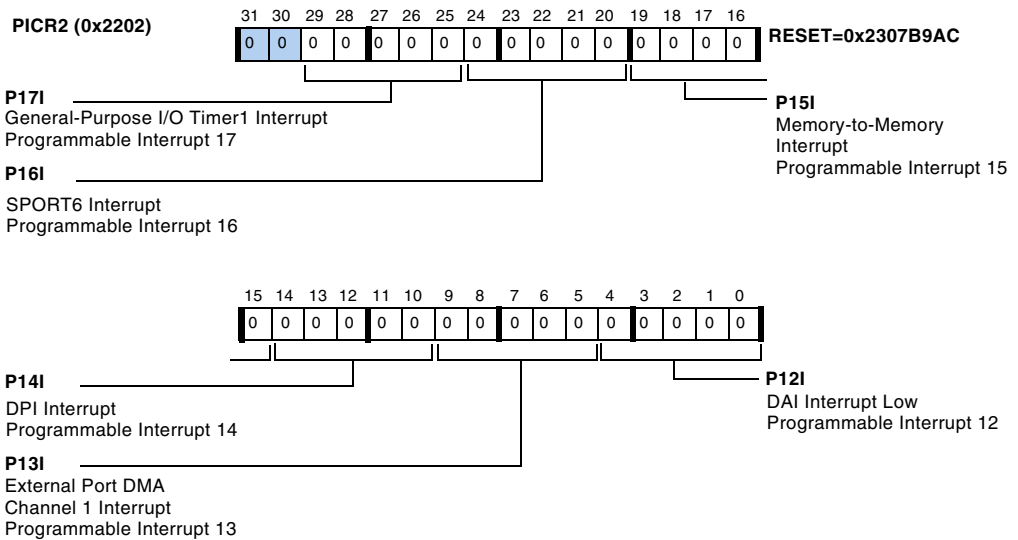 PICR2 (0x2202)
31 30 29 28 27 26 25 24 23 22 21 20 19 18 17 16
0 0 0 0 0 0 0 0 0 0 0 0 0 0 0 0
RESET=0x2307B9AC
P17I
General-Purpose I/O Timer1 Interrupt
Programmable Interrupt 17
P15I
Memory-to-Memory
Interrupt
Programmable Interrupt 15
P16I
SPORT6 Interrupt
Programmable Interrupt 16
15 14 13 12 11 10 9 8 7 6 5 4 3 2 1 0
0 0 0 0 0 0 0 0 0 0 0 0 0 0 0 0
P14I
DPI Interrupt
Programmable Interrupt 14
P12I
DAI Interrupt Low
Programmable Interrupt 12
P13I
External Port DMA
Channel 1 Interrupt
Programmable Interrupt 13